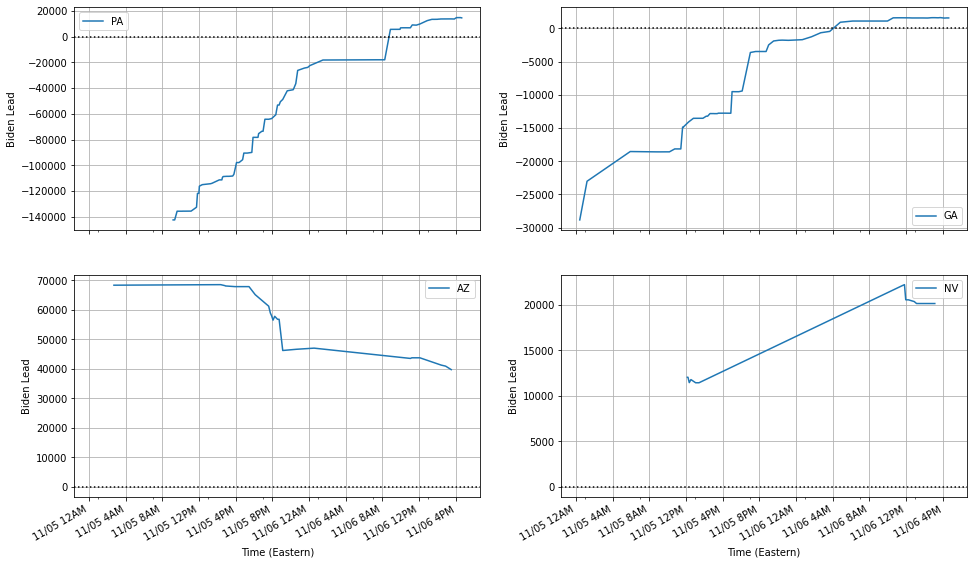 PA
20000
0
−20000
−40000
−60000
−80000
−100000
−120000
−140000
Biden Lead
GA
0
−5000
−10000
−15000
−20000
−25000
−30000
Biden Lead
AZ
70000
60000
50000
40000
30000
20000
10000
0
Biden Lead
11/05 12AM
11/05 4AM
11/05 8AM
11/05 12PM
11/05 4PM
11/05 8PM
11/06 12AM
11/06 4AM
11/06 8AM
11/06 12PM
11/06 4PM
Time (Eastern)
NV
20000
15000
10000
5000
0
Biden Lead
11/05 12AM
11/05 4AM
11/05 8AM
11/05 12PM
11/05 4PM
11/05 8PM
11/06 12AM
11/06 4AM
11/06 8AM
11/06 12PM
11/06 4PM
Time (Eastern)